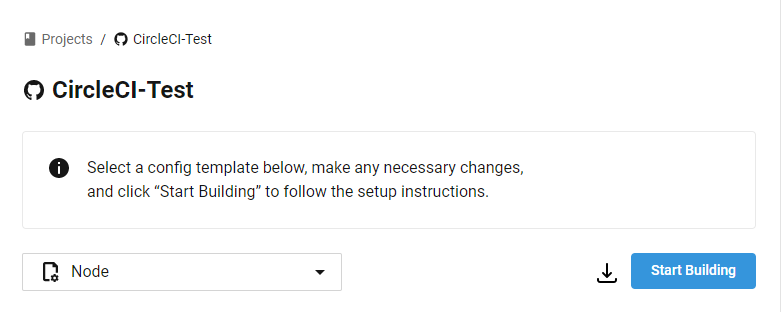 Projects / CircleCI-Test
CircleCI-Test
Select a config template below, make any necessary changes,
and click “Start Building” to follow the setup instructions.
Node
Start Building